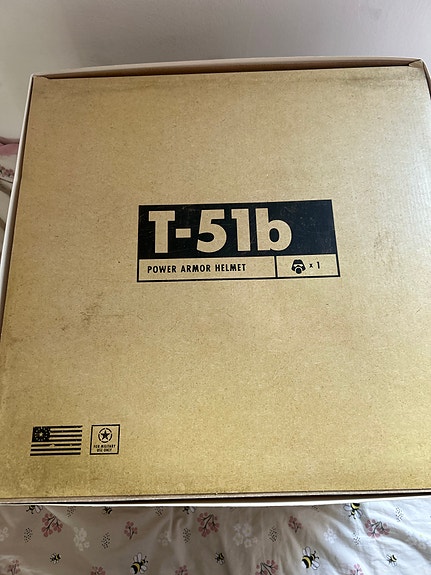 T-51b
POWER ARMOR HELMET
x 1
FOR MILITARY
USE ONLY